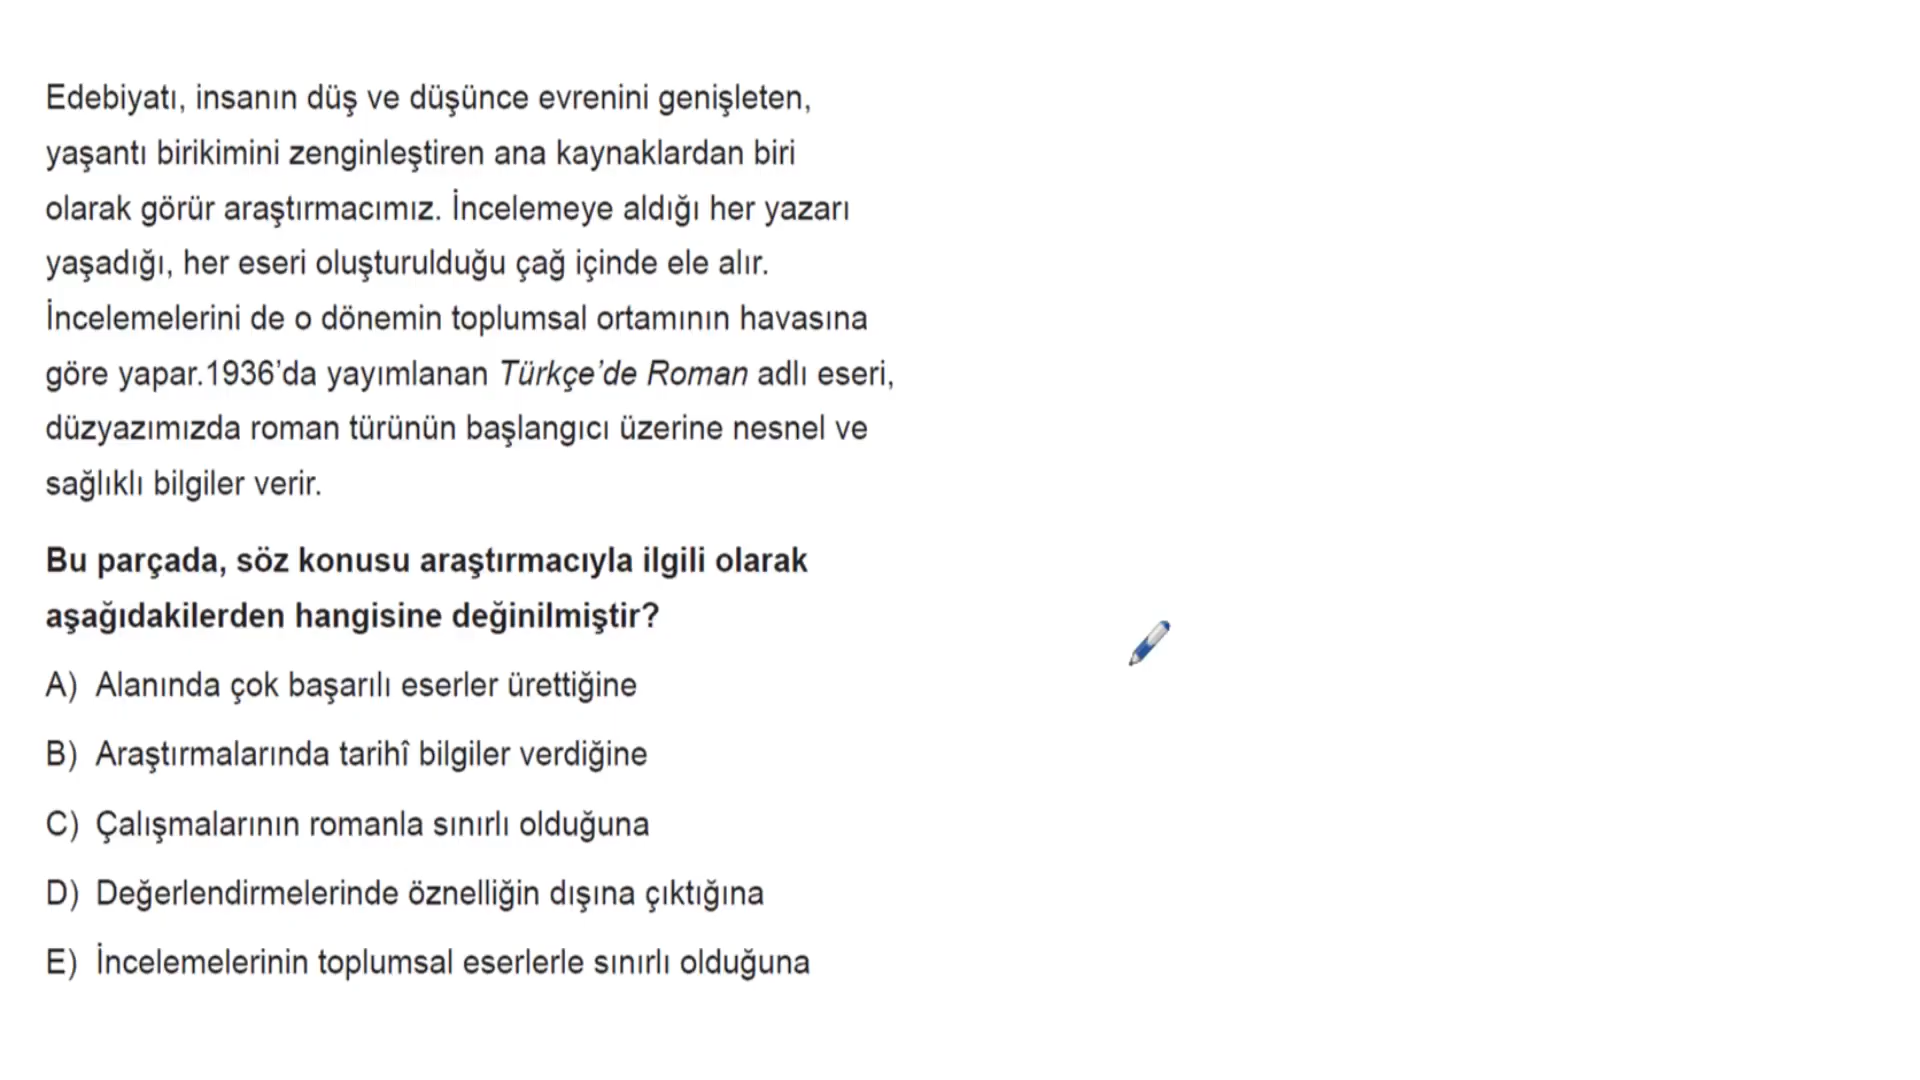 Edebiyatı, insanın düş ve düşünce evrenini genişleten,
yaşantı birikimini zenginleştiren ana kaynaklardan biri
olarak görür araştırmacımız. İncelemeye aldığı her yazarı
yaşadığı, her eseri oluşturulduğu çağ içinde ele alır.
İncelemelerini de o dönemin toplumsal ortamının havasına
göre yapar.1936’da yayımlanan Türkçe’de Roman adlı eseri,
düzyazımızda roman türünün başlangıcı üzerine nesnel ve
sağlıklı bilgiler verir.
Bu parçada, söz konusu araştırmacıyla ilgili olarak
aşağıdakilerden hangisine değinilmiştir?
A) Alanında çok başarılı eserler ürettiğine
B) Araştırmalarında tarihî bilgiler verdiğine
C) Çalışmalarının romanla sınırlı olduğuna
D) Değerlendirmelerinde öznelliğin dışına çıktığına
E) İncelemelerinin toplumsal eserlerle sınırlı olduğuna